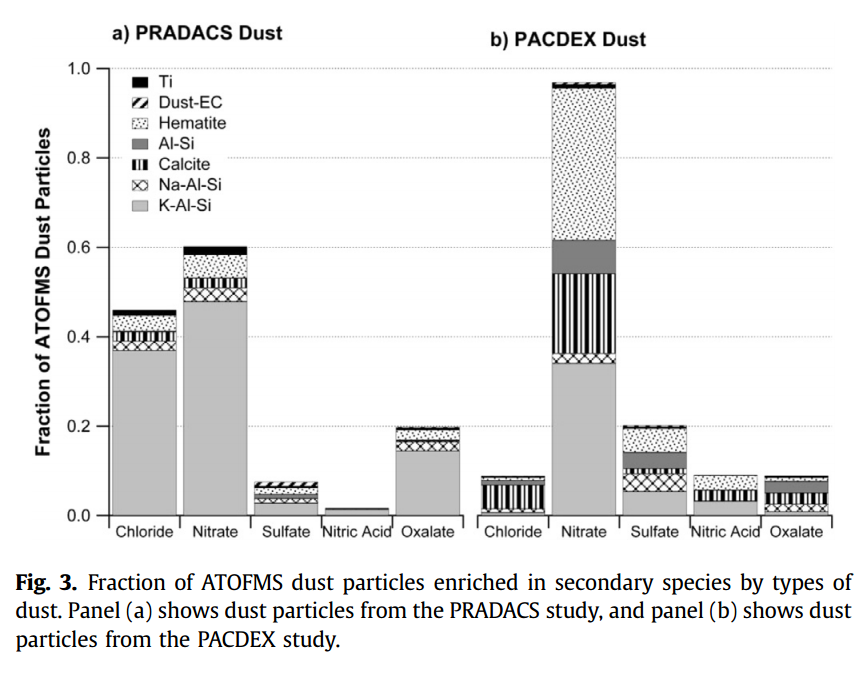 a) PRADACS Dust
b) PACDEX Dust
Fraction of ATOFMS Dust Particles
1.0
0.8
0.6
0.4
0.2
0.0
Ti
Dust-EC
Hematite
Al-Si
Calcite
Na-Al-Si
K-Al-Si
Chloride Nitrate Sulfate Nitric Acid Oxalate
Chloride Nitrate Sulfate Nitric Acid Oxalate
Fig. 3. Fraction of ATOFMS dust particles enriched in secondary species by types of
dust. Panel (a) shows dust particles from the PRADACS study, and panel (b) shows dust
particles from the PACDEX study.